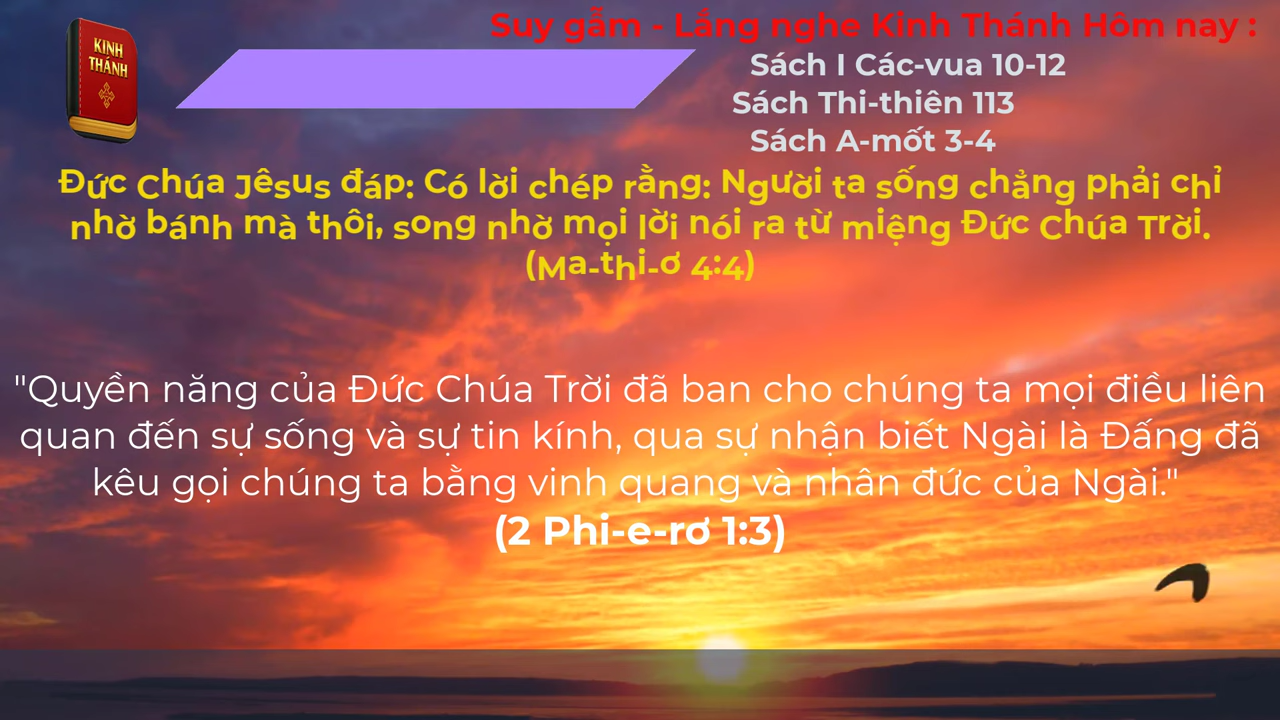 KINH
THÁNH
Suy gẫm - Lắng nghe Kinh Thánh Hôm nay :
Sách I Các-vua 10-12
Sách Thi-thiên 113
Sách A-mốt 3-4
Đức Chúa Jêsus đáp: Có lời chép rằng: Người ta sống chẳng phải chỉ
nhờ bánh mà thôi, song nhờ mọi lời nói ra từ miệng Đức Chúa Trời.
(Ma-thi-ơ 4:4)
"Quyền năng của Đức Chúa Trời đã ban cho chúng ta mọi điều liên
quan đến sự sống và sự tin kính, qua sự nhận biết Ngài là Đấng đã
kêu gọi chúng ta bằng vinh quang và nhân đức của Ngài."
(2 Phi-e-rơ 1:3)